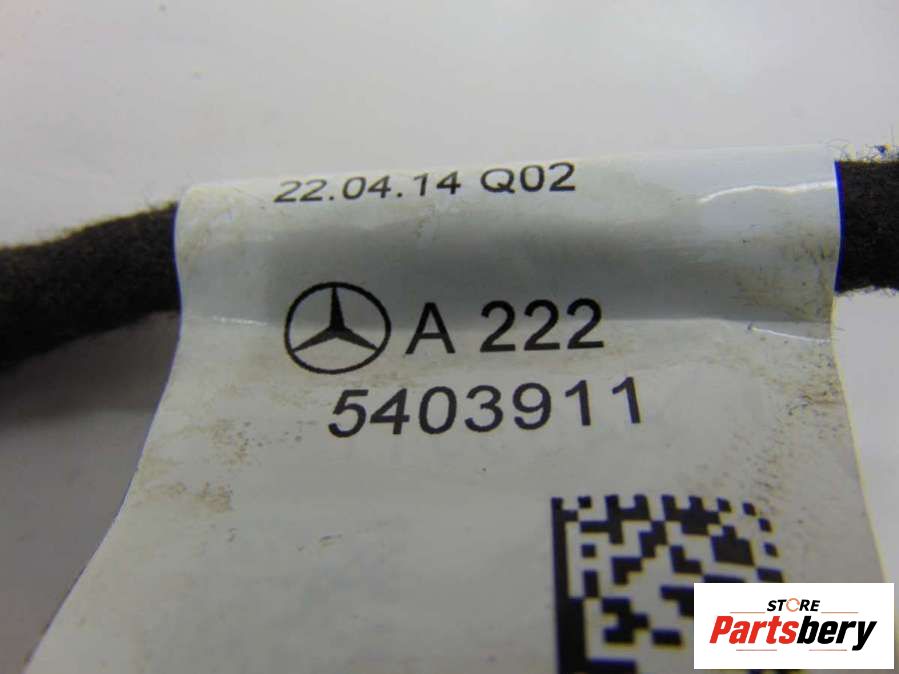 22.04.14 Q02
A 222
5403911
STORE
Partsbery